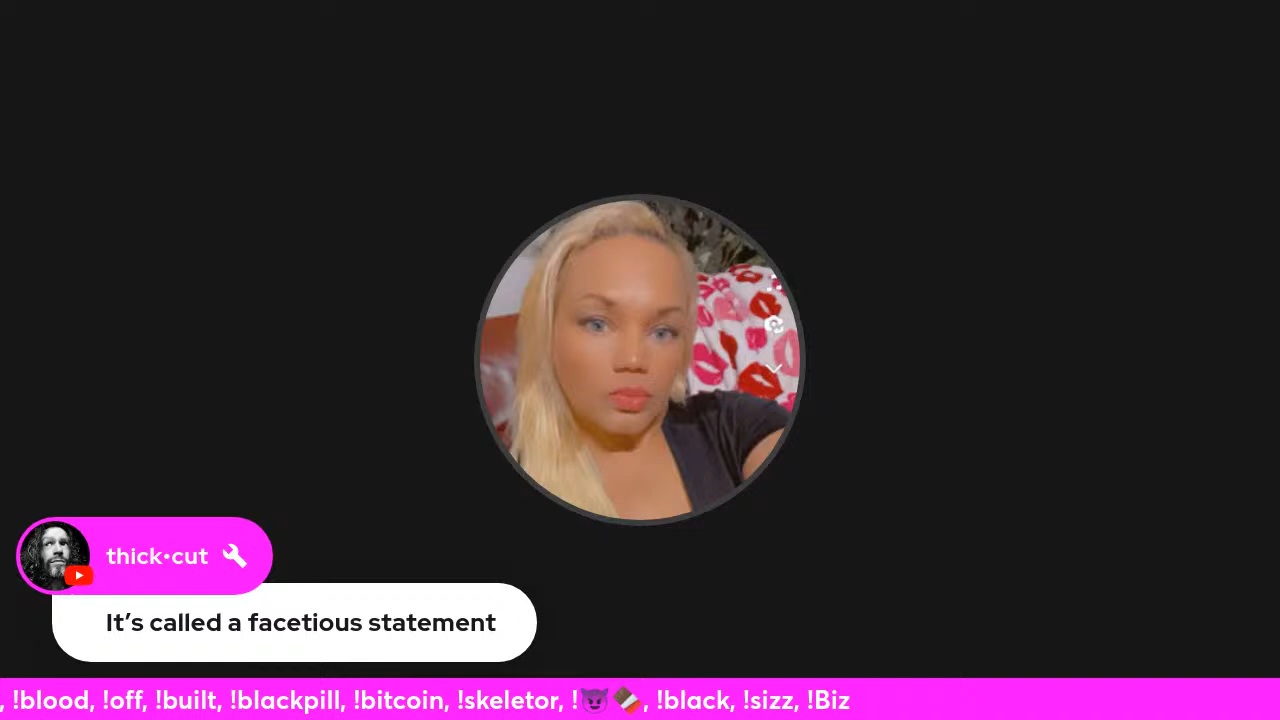 thick•cut
It's called a facetious statement
, !blood, !off, !built, !blackpill, !bitcoin, !skeletor, !😈🍫, !black, !sizz, !Biz